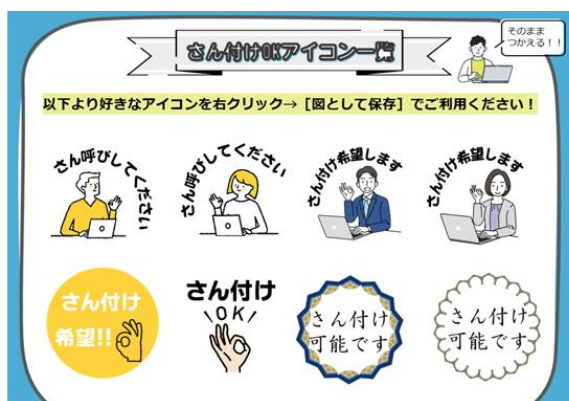 さん付けOKアイコン一覧
そのまま
つかえる！！
以下より好きなアイコンを右クリック→［図として保存］でご利用ください！
さん呼びしてください
さん呼びしてください
さん付け希望します
さん付け希望します
さん付け
希望!!
さん付け
\OK/
さん付け
可能です
さん付け
可能です